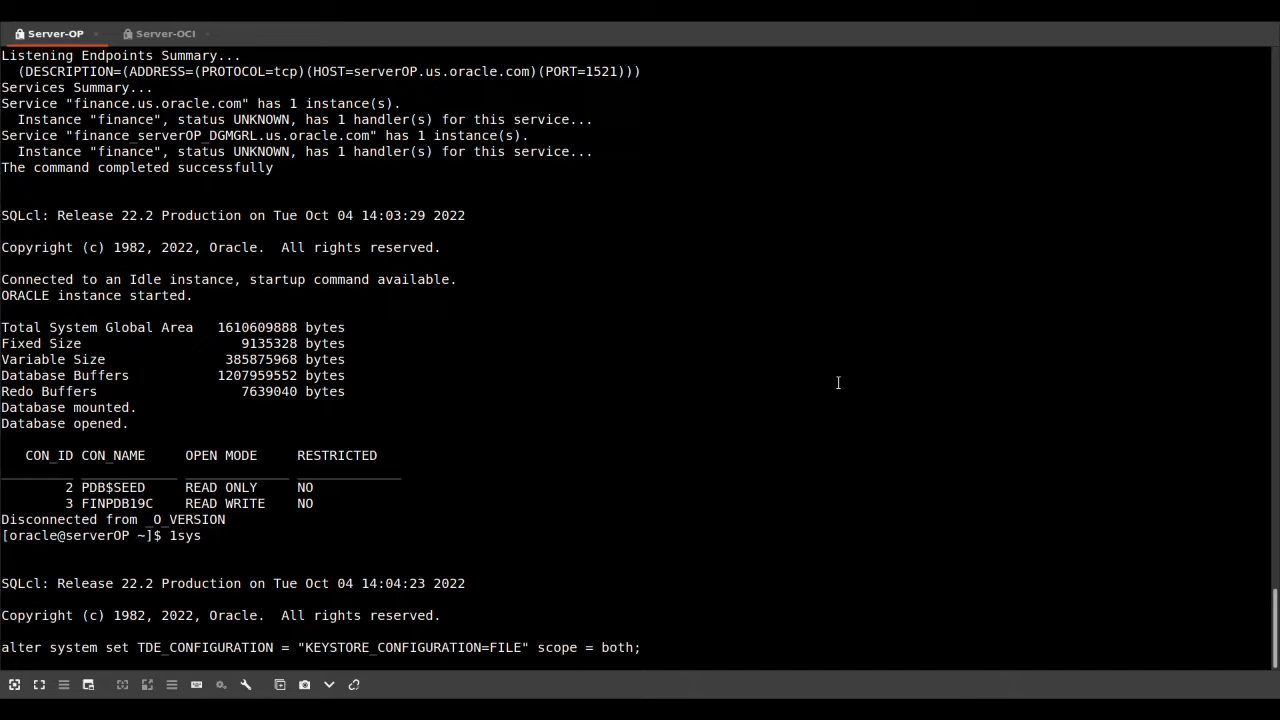 Server-OP
Server-OCI
Listening Endpoints Summary...
  (DESCRIPTION=(ADDRESS=(PROTOCOL=tcp)(HOST=serverOP.us.oracle.com)(PORT=1521)))
Services Summary...
Service "finance.us.oracle.com" has 1 instance(s).
  Instance "finance", status UNKNOWN, has 1 handler(s) for this service...
Service "finance_serverOP_DGMGRL.us.oracle.com" has 1 instance(s).
  Instance "finance", status UNKNOWN, has 1 handler(s) for this service...
The command completed successfully
SQLcl: Release 22.2 Production on Tue Oct 04 14:03:29 2022
Copyright (c) 1982, 2022, Oracle.  All rights reserved.
Connected to an Idle instance, startup command available.
ORACLE instance started.
Total System Global Area   1610609888 bytes
Fixed Size                    9135328 bytes
Variable Size               385875968 bytes
Database Buffers           1207959552 bytes
Redo Buffers                  7639040 bytes
Database mounted.
Database opened.
   CON_ID CON_NAME     OPEN MODE     RESTRICTED
        2 PDB$SEED     READ ONLY     NO
        3 FINPDB19C    READ WRITE    NO
Disconnected from _O_VERSION
[oracle@serverOP ~]$ 1sys
SQLcl: Release 22.2 Production on Tue Oct 04 14:04:23 2022
Copyright (c) 1982, 2022, Oracle.  All rights reserved.
alter system set TDE_CONFIGURATION = "KEYSTORE_CONFIGURATION=FILE" scope = both;